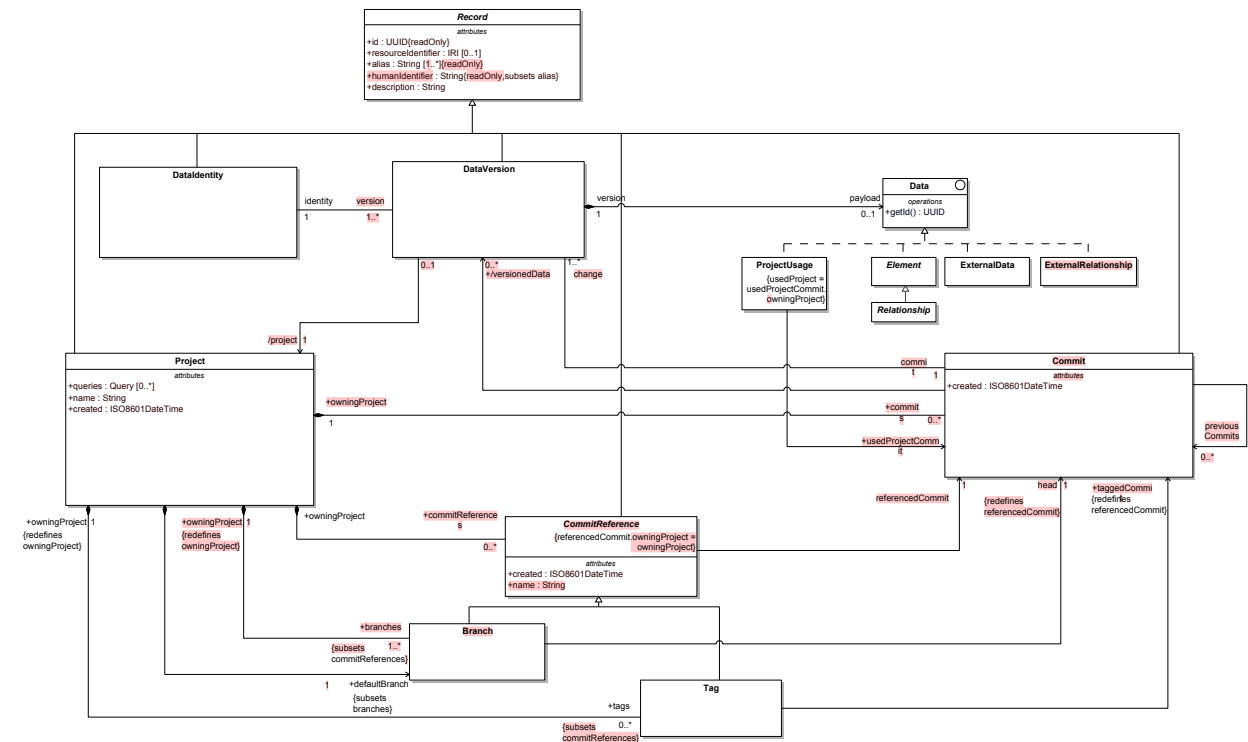 Record
attributes
+id : UUID{readOnly}
+resourceIdentifier : IRI [0..1]
+alias : String [1..*]{readOnly}
+humanIdentifier : String{readOnly,subsets alias}
+description : String
DataIdentity
identity
1
version
1..*
DataVersion
version
1
payload
0..1
Data
operations
+getId() : UUID
0..1
0..*
+/versionedData
1..*
change
ProjectUsage
{usedProject =
usedProjectCommit.
owningProject}
Element
Relationship
ExternalData
ExternalRelationship
/project
1
Project
attributes
+queries : Query [0..*]
+name : String
+created : ISO8601DateTime
commi
t
1
Commit
attributes
+created : ISO8601DateTime
+owningProject
1
+commit
s
0..*
+usedProjectComm
it
previous
Commits
0..*
referencedCommit
1
{redefines
referencedCommit}
head
1
+taggedCommi
{redefines
referencedCommit}
+owningProject
1
{redefines
owningProject}
+owningProject
1
{redefines
owningProject}
+owningProject
+commitReference
s
0..*
CommitReference
{referencedCommit.owningProject =
owningProject}
attributes
+created : ISO8601DateTime
+name : String
+branches
1..*
{subsets
commitReferences}
Branch
1
+defaultBranch
{subsets
branches}
Tag
+tags
0..*
{subsets
commitReferences}